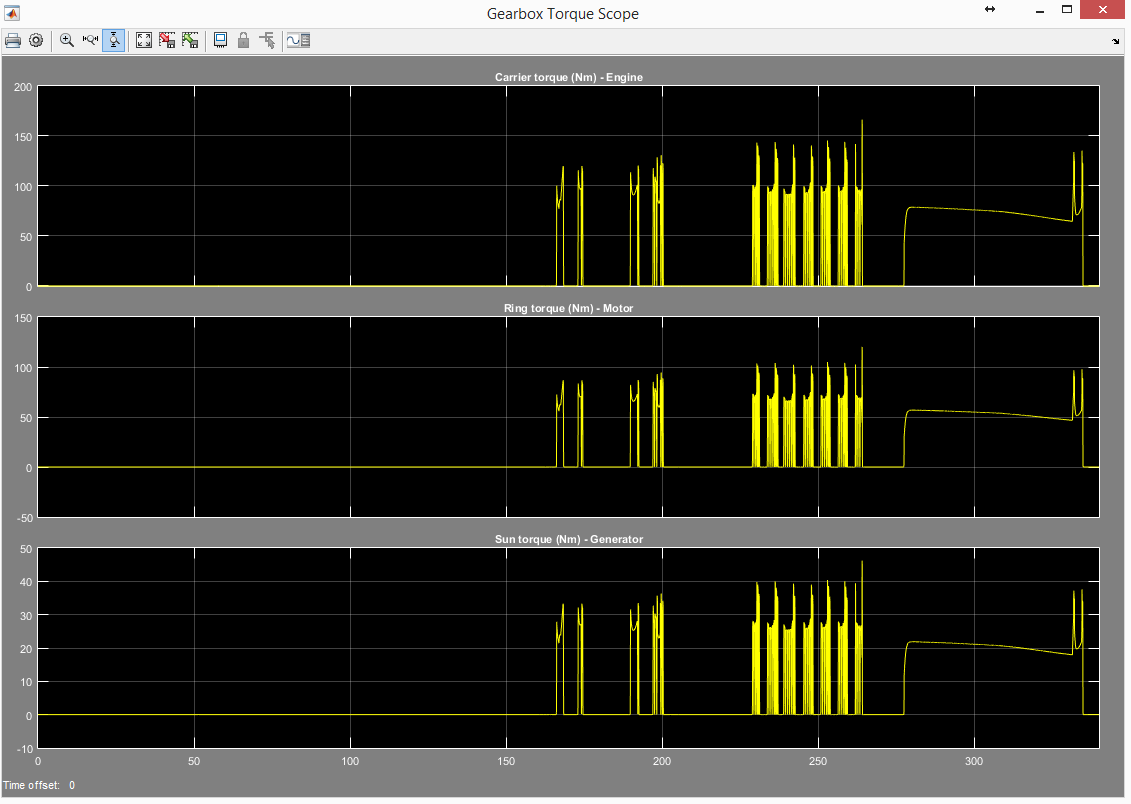 Gearbox Torque Scope
Carrier torque (Nm) - Engine
200
150
100
50
0
Ring torque (Nm) - Motor
150
100
50
0
-50
Sun torque (Nm) - Generator
50
40
30
20
10
0
-10
0 50 100 150 200 250 300
Time offset: 0